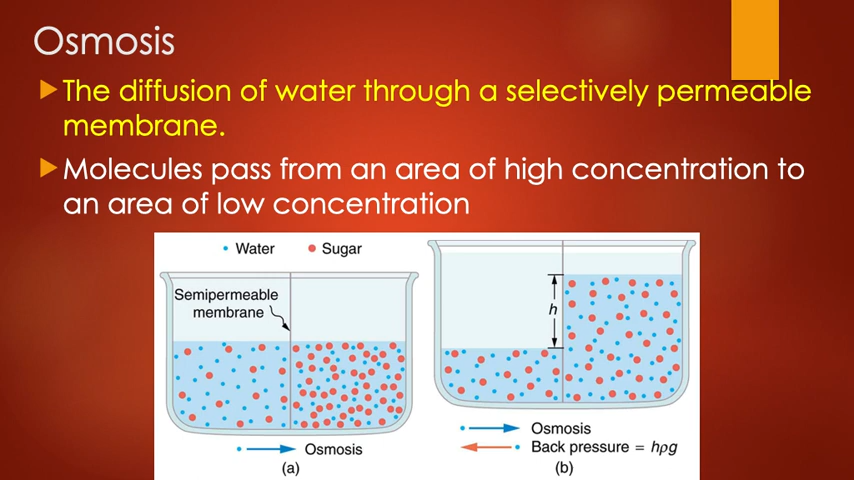 Osmosis
The diffusion of water through a selectively permeable
membrane.
Molecules pass from an area of high concentration to
an area of low concentration
Water
Sugar
Semipermeable
membrane
h
Osmosis
(a)
Osmosis
Back pressure = hρg
(b)